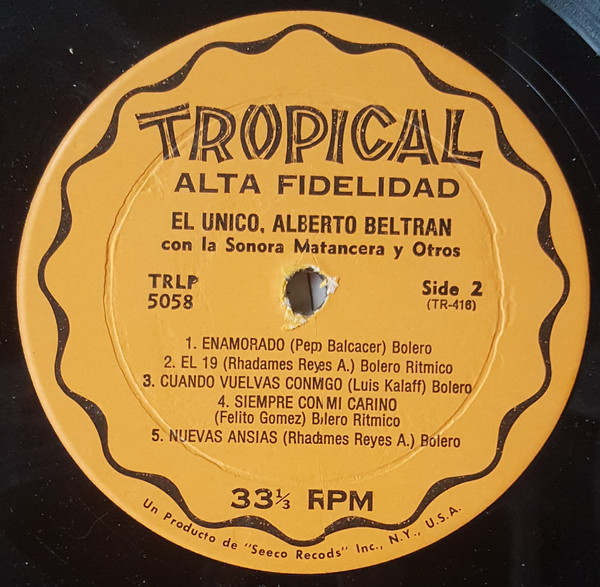 TROPICAL
ALTA FIDELIDAD
EL UNICO, ALBERTO BELTRAN
con la Sonora Matancera y Otros
TRLP
5058
Side 2
(TR-416)
1. ENAMORADO (Pepp Balcacer) Bolero
2. EL 19 (Rhadames Reyes A.) Bolero Ritmico
3. CUANDO VUELVAS CONMGO (Luis Kalaff) Bolero
4. SIEMPRE CON MI CARINO
(Felito Gomez) Bolero Ritmico
5. NUEVAS ANSIAS (Rhadames Reyes A.) Bolero
33⅓ RPM
Un Producto de "Seeco Recods" Inc., N.Y., U.S.A.